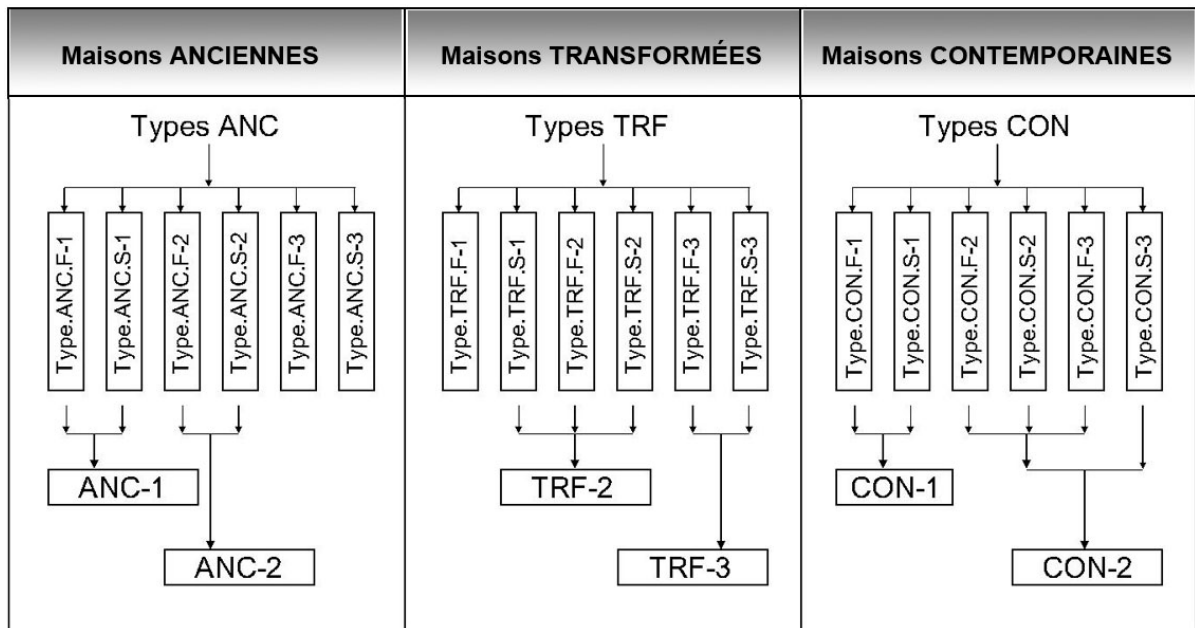 Maisons ANCIENNES
Maisons TRANSFORMÉES
Maisons CONTEMPORAINES
Types ANC
Types TRF
Types CON
Type.ANC.F-1
Type.ANC.S-1
Type.ANC.F-2
Type.ANC.S-2
Type.ANC.F-3
Type.ANC.S-3
Type.TRF.F-1
Type.TRF.S-1
Type.TRF.F-2
Type.TRF.S-2
Type.TRF.F-3
Type.TRF.S-3
Type.CON.F-1
Type.CON.S-1
Type.CON.F-2
Type.CON.S-2
Type.CON.F-3
Type.CON.S-3
ANC-1
TRF-2
CON-1
ANC-2
TRF-3
CON-2